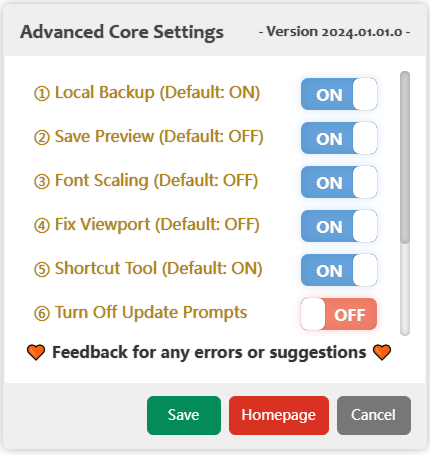 Advanced Core Settings - Version 2024.01.01.0 -
① Local Backup (Default: ON) ON
② Save Preview (Default: OFF) ON
③ Font Scaling (Default: OFF) ON
④ Fix Viewport (Default: OFF) ON
⑤ Shortcut Tool (Default: ON) ON
⑥ Turn Off Update Prompts OFF
🧡 Feedback for any errors or suggestions 🧡
Save Homepage Cancel